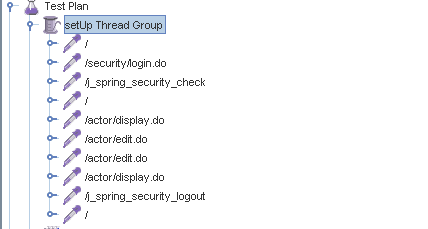 Test Plan
setUp Thread Group
/
/security/login.do
/j_spring_security_check
/
/actor/display.do
/actor/edit.do
/actor/edit.do
/actor/display.do
/j_spring_security_logout
/